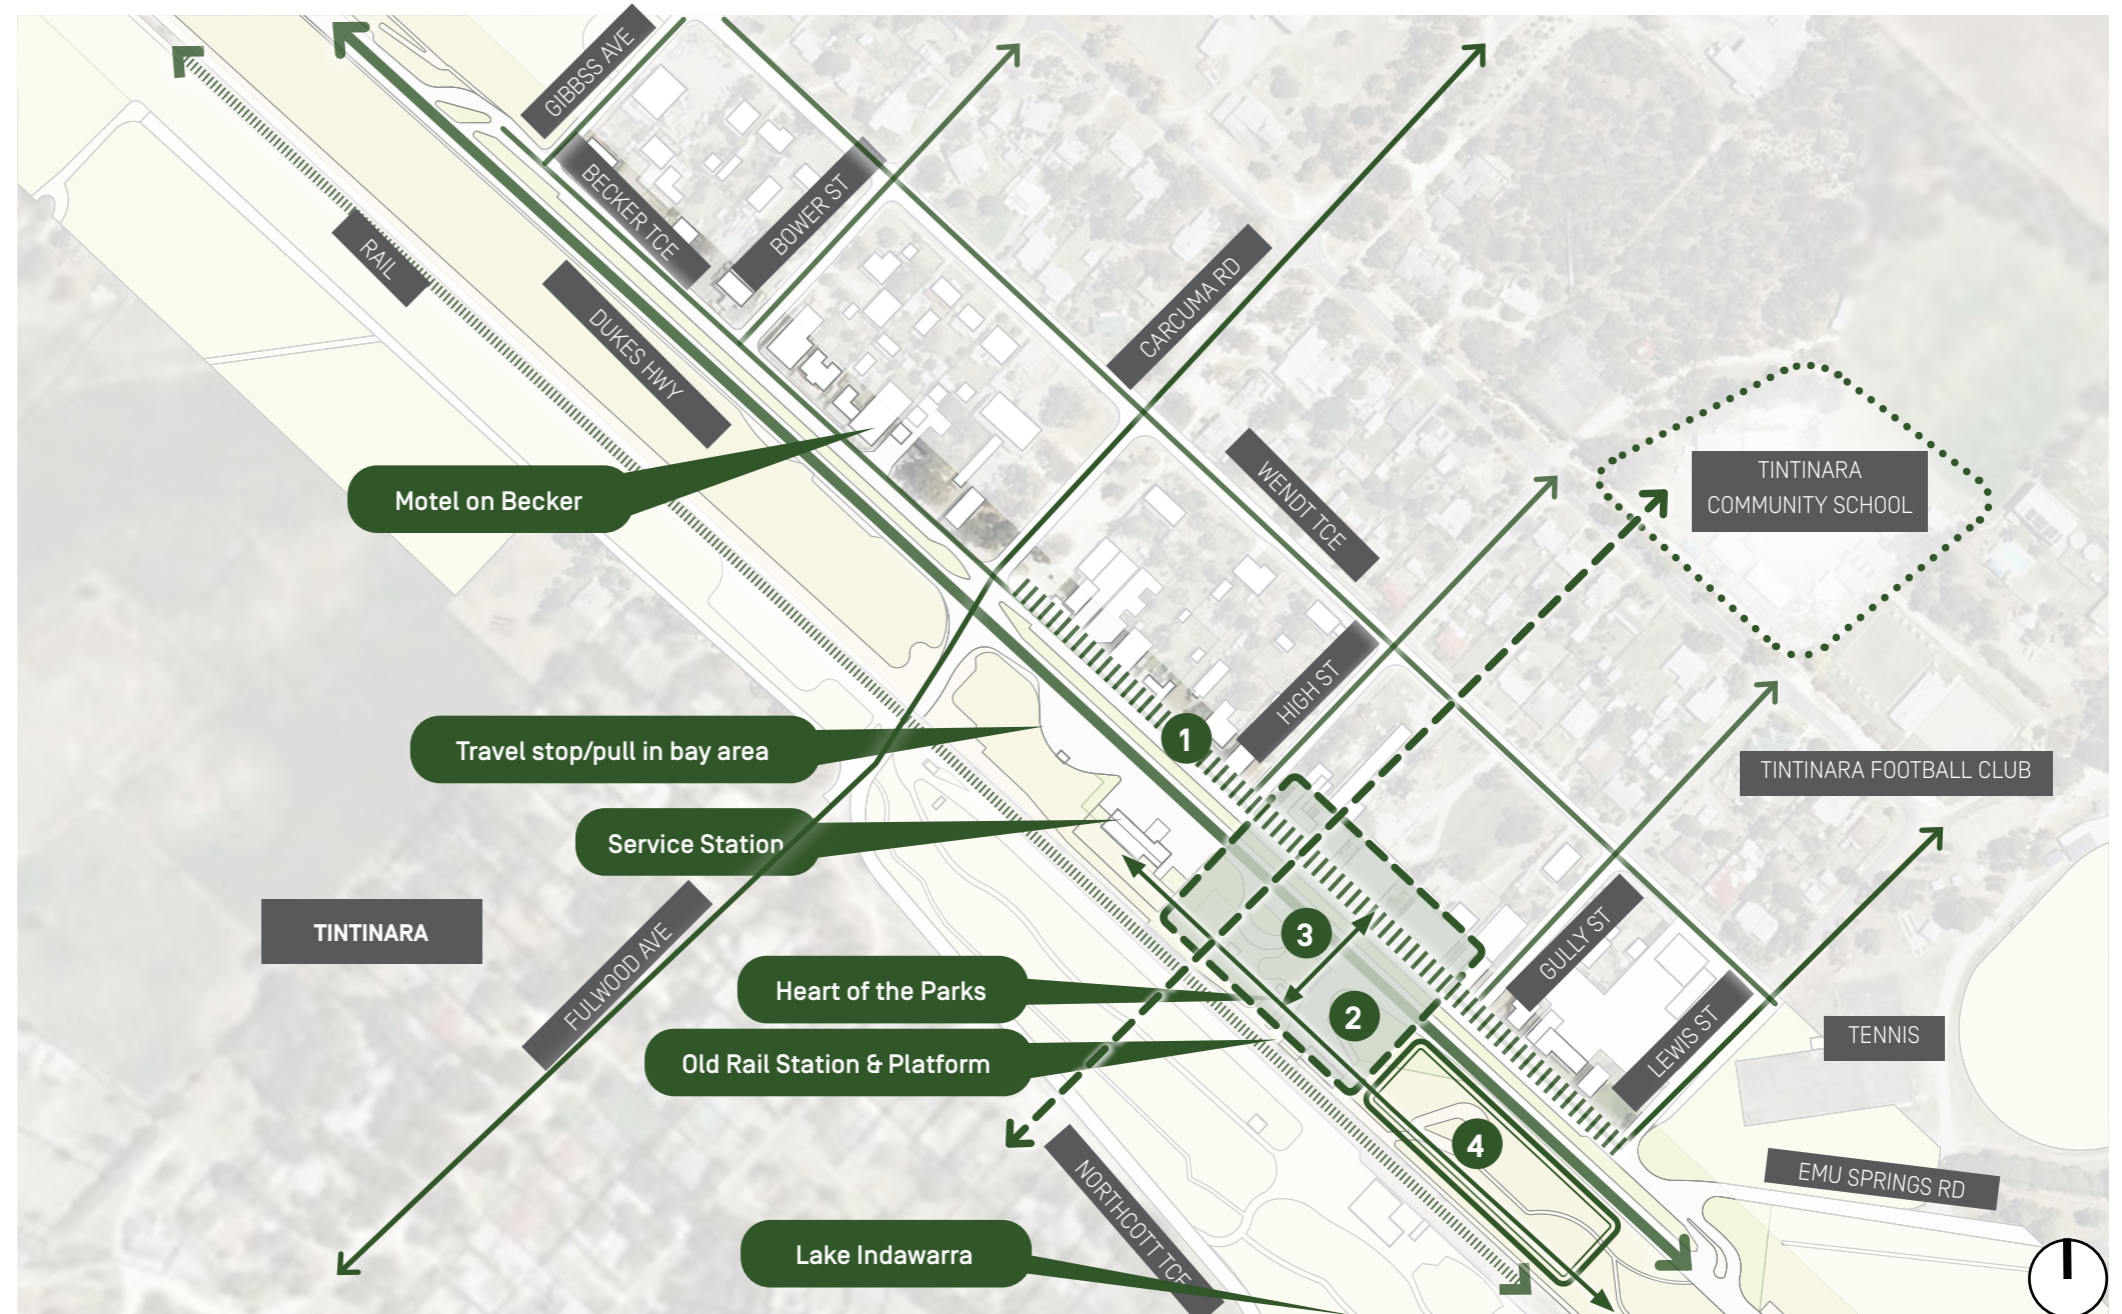 GIBBSS AVE
BECKER TCE
BOWER ST
RAIL
DUKES HWY
CARCUMA RD
WENDT TCE
TINTINARA
COMMUNITY SCHOOL
Motel on Becker
HIGH ST
1
Travel stop/pull in bay area
TINTINARA FOOTBALL CLUB
Service Station
TINTINARA
FULWOOD AVE
3
GULLY ST
Heart of the Parks
2
LEWIS ST
TENNIS
Old Rail Station & Platform
4
EMU SPRINGS RD
NORTHCOTT TCE
Lake Indawarra